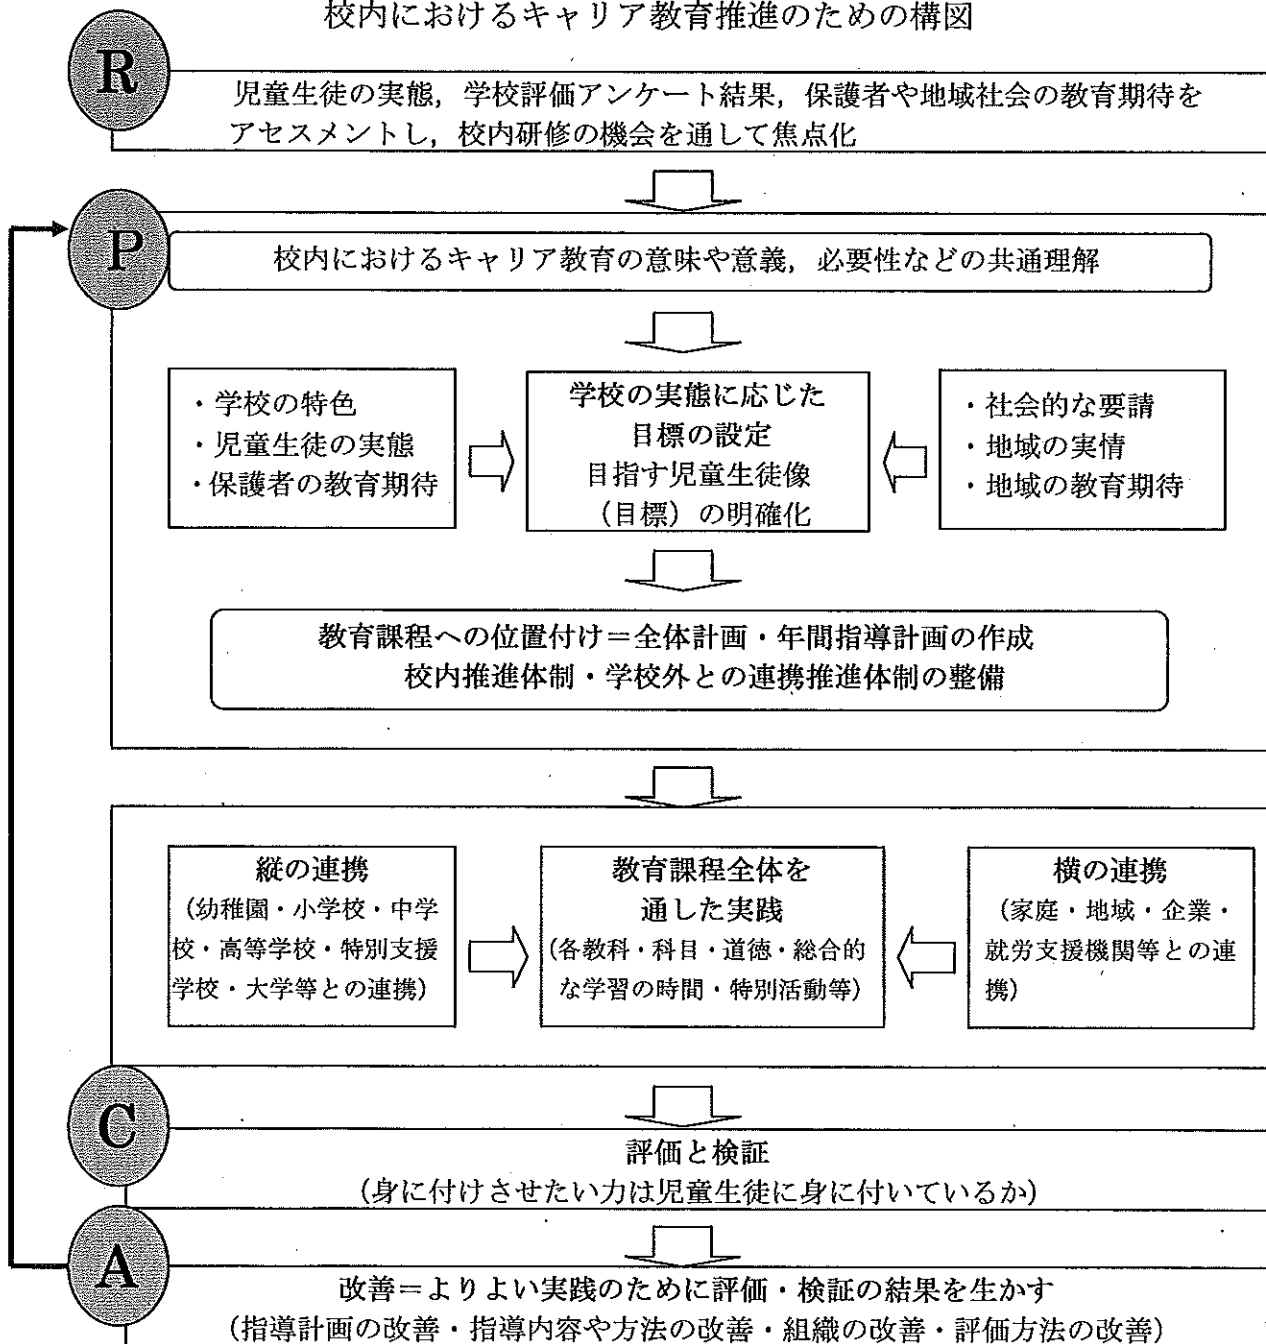 校内におけるキャリア教育推進のための構図
R
児童生徒の実態，学校評価アンケート結果，保護者や地域社会の教育期待を
アセスメントし，校内研修の機会を通して焦点化
P
校内におけるキャリア教育の意味や意義，必要性などの共通理解
・学校の特色
・児童生徒の実態
・保護者の教育期待
学校の実態に応じた
目標の設定
目指す児童生徒像
（目標）の明確化
・社会的な要請
・地域の実情
・地域の教育期待
教育課程への位置付け＝全体計画・年間指導計画の作成
校内推進体制・学校外との連携推進体制の整備
縦の連携
（幼稚園・小学校・中学
校・高等学校・特別支援
学校・大学等との連携）
教育課程全体を
通した実践
（各教科・科目・道徳・総合的
な学習の時間・特別活動等）
横の連携
（家庭・地域・企業・
就労支援機関等との連
携）
C
評価と検証
（身に付けさせたい力は児童生徒に身に付いているか）
A
改善＝よりよい実践のために評価・検証の結果を生かす
（指導計画の改善・指導内容や方法の改善・組織の改善・評価方法の改善）